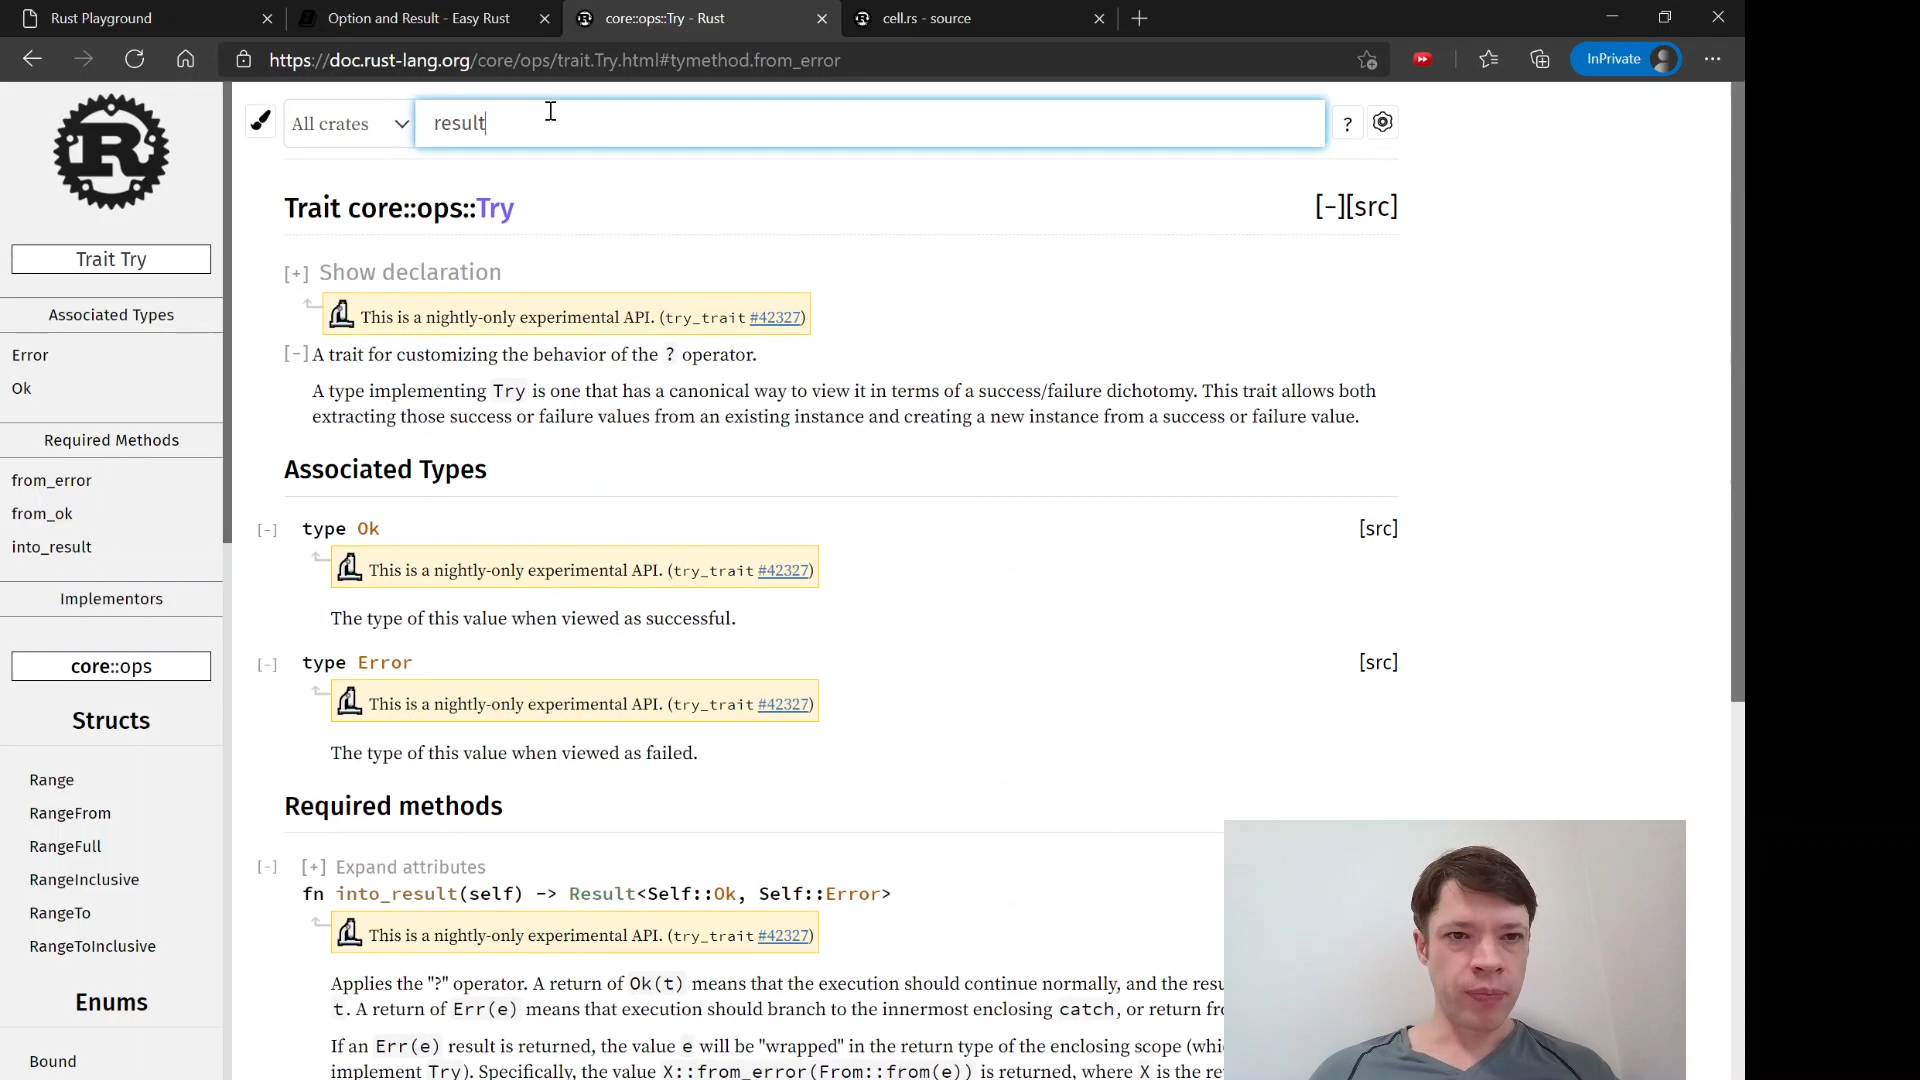 Rust Playground
Option and Result - Easy Rust
core::ops::Try - Rust
cell.rs - source
https://doc.rust-lang.org/core/ops/trait.Try.html#tymethod.from_error
InPrivate
All crates
result
?
R
Trait Try
Associated Types
Error
Ok
Required Methods
from_error
from_ok
into_result
Implementors
core::ops
Structs
Range
RangeFrom
RangeFull
RangeInclusive
RangeTo
RangeToInclusive
Enums
Bound
Trait core::ops::Try
[-][src]
[+] Show declaration
This is a nightly-only experimental API. (try_trait #42327)
[-] A trait for customizing the behavior of the ? operator.
A type implementing Try is one that has a canonical way to view it in terms of a success/failure dichotomy. This trait allows both
extracting those success or failure values from an existing instance and creating a new instance from a success or failure value.
Associated Types
[-] type Ok [src]
This is a nightly-only experimental API. (try_trait #42327)
The type of this value when viewed as successful.
[-] type Error [src]
This is a nightly-only experimental API. (try_trait #42327)
The type of this value when viewed as failed.
Required methods
[-] [+] Expand attributes
fn into_result(self) -> Result<Self::Ok, Self::Error>
This is a nightly-only experimental API. (try_trait #42327)
Applies the "?" operator. A return of Ok(t) means that the execution should continue normally, and the resu
t. A return of Err(e) means that execution should branch to the innermost enclosing catch, or return fr
If an Err(e) result is returned, the value e will be "wrapped" in the return type of the enclosing scope (whi
implement Try). Specifically, the value X::from_error(From::from(e)) is returned, where X is the re